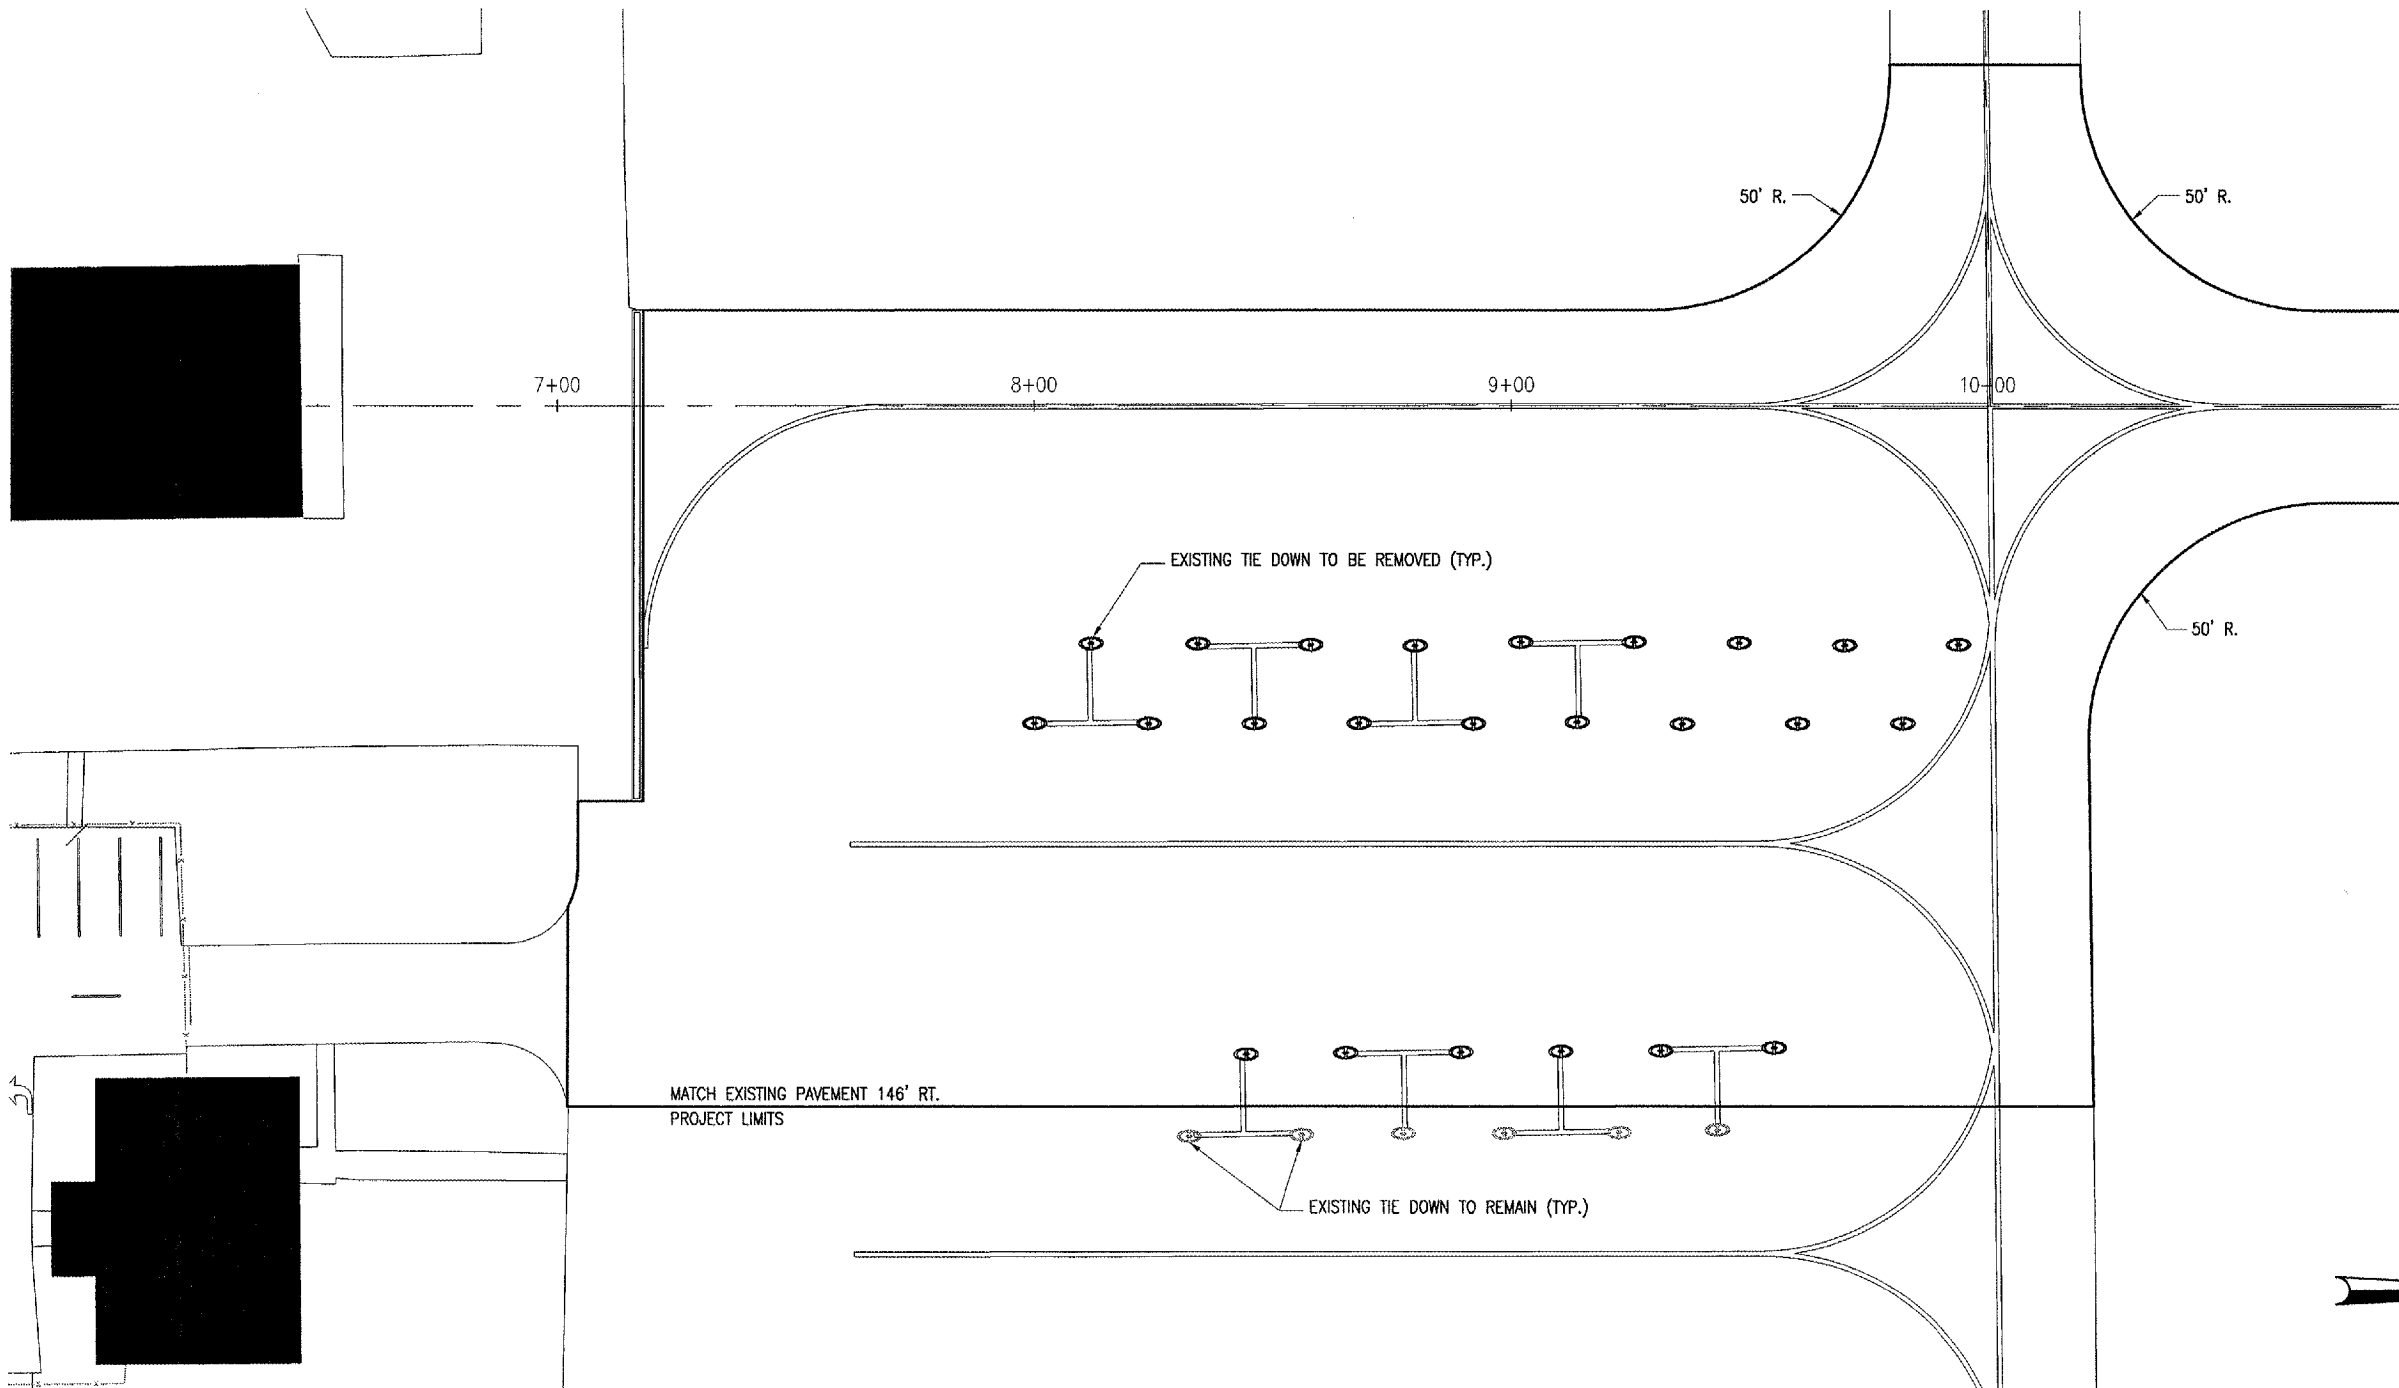 50' R.
50' R.
7+00
8+00
9+00
10+00
EXISTING TIE DOWN TO BE REMOVED (TYP.)
50' R.
MATCH EXISTING PAVEMENT 146' RT.
PROJECT LIMITS
EXISTING TIE DOWN TO REMAIN (TYP.)